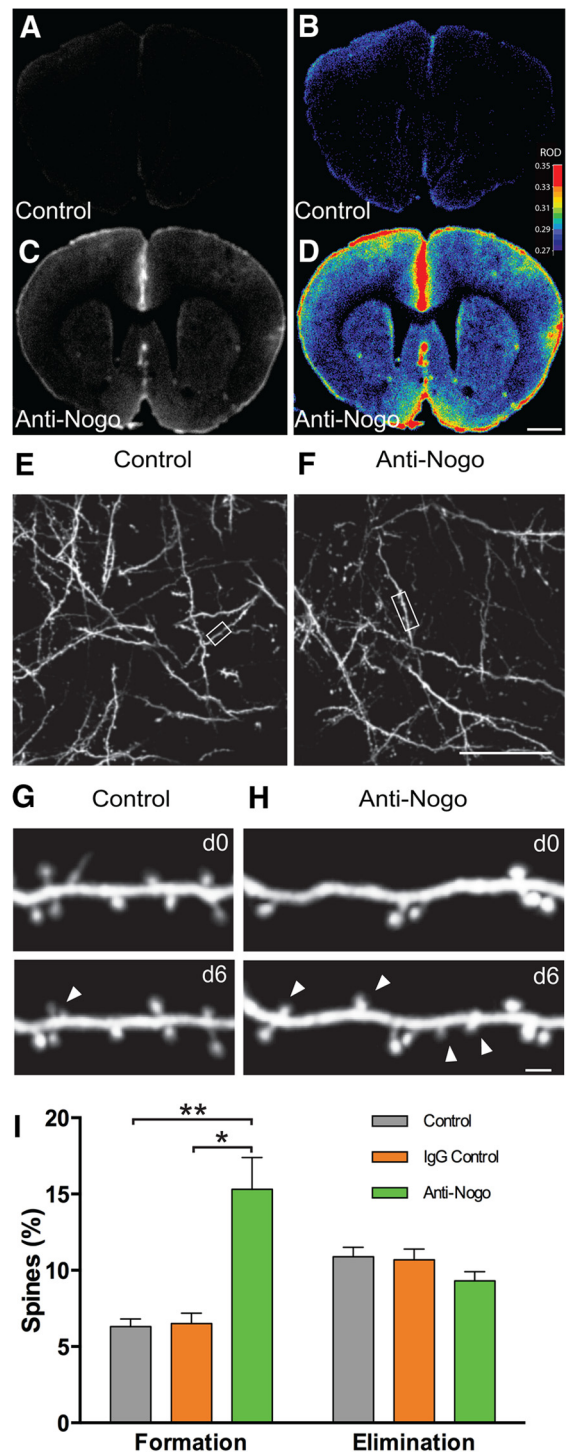 A
B
ROD
0.35
0.33
0.31
0.29
0.27
Control
Control
C
D
Anti-Nogo
Anti-Nogo
E
Control
F
Anti-Nogo
G
Control
H
Anti-Nogo
d0
d0
d6
d6
I
20
15
10
5
0
Spines (%)
**
*
Control
IgG Control
Anti-Nogo
Formation
Elimination